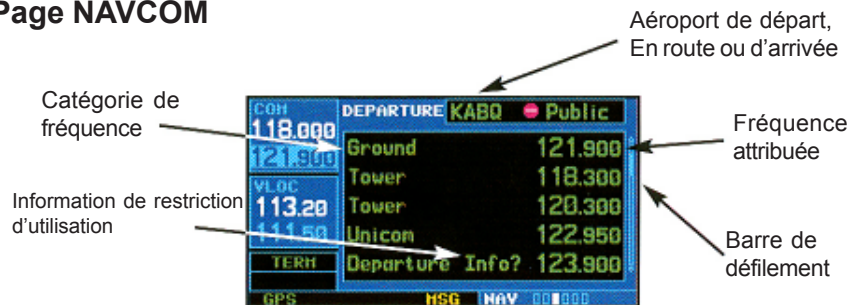 Page NAVCOM
Aéroport de départ,
En route ou d'arrivée
Catégorie de
fréquence
Fréquence
attribuée
Information de restriction
d'utilisation
Barre de
défilement
COM
118.000
121.900
VLOC
113.20
111.50
TERM
GPS
DEPARTURE KABQ Public
Ground 121.900
Tower 118.300
Tower 120.300
Unicom 122.950
Departure Info? 123.900
MSG NAV